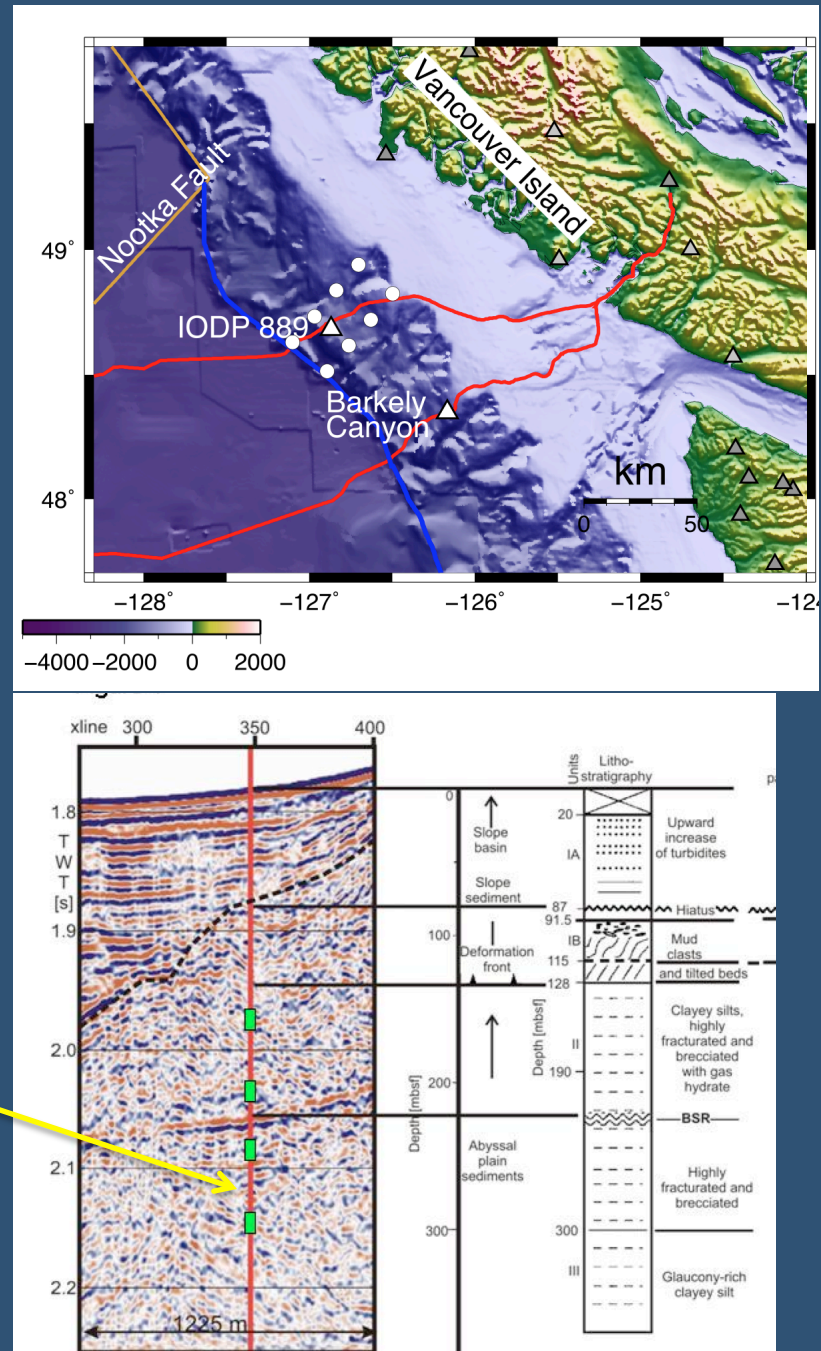 Vancouver Island
Nootka Fault
49°
IODP 889
Barkely
Canyon
km
48°
0 50
−128° −127° −126° −125° −124
−4000 −2000 0 2000
xline 300 350 400
Units
Litho-
stratigraphy
1.8
T
W
T
[s]
1.9
2.0
2.1
2.2
1225 m
0
100
200
300
Depth [mbsf]
Slope
basin
Slope
sediment
Deformation
front
Abyssal
plain
sediments
Depth [mbsf]
20
87
91.5
115
128
190
300
IA
IB
II
III
Upward
increase
of turbidites
Hiatus
Mud
clasts
and tilted beds
Clayey silts,
highly
fracturated and
brecciated
with gas
hydrate
BSR
Highly
fracturated and
brecciated
Glaucony-rich
clayey silt